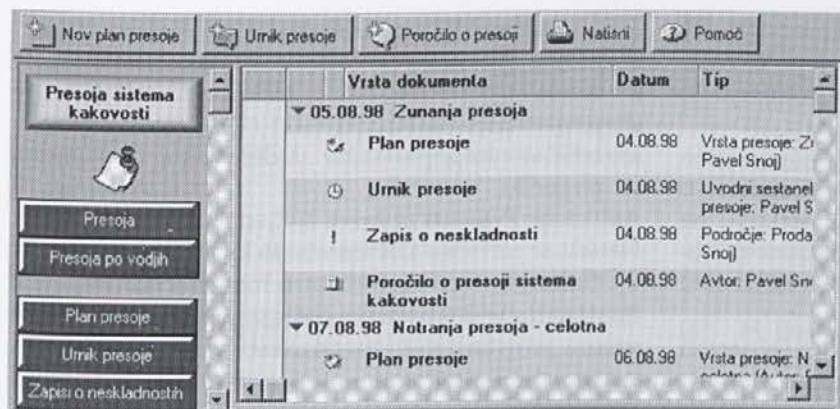 Nov plan presoje Urnik presoje Poročilo o presoji Natisni Pomoč
Presoja sistema
kakovosti
Presoja
Presoja po vodjih
Plan presoje
Urnik presoje
Zapisi o neskladnostih
Vrsta dokumenta Datum Tip
05.08.98 Zunanja presoja
Plan presoje 04.08.98 Vrsta presoje:
Pavel Snoj)
Urnik presoje 04.08.98 Uvodni
presoje: Pavel S
Zapis o neskladnosti 04.08.98 Področje: Proda
Snoj)
Poročilo o presoji sistema 04.08.98 Avtor: Pavel
kakovosti
07.08.98 Notranja presoja - celotna
Plan presoje 06.08.98 Vrsta presoje: N